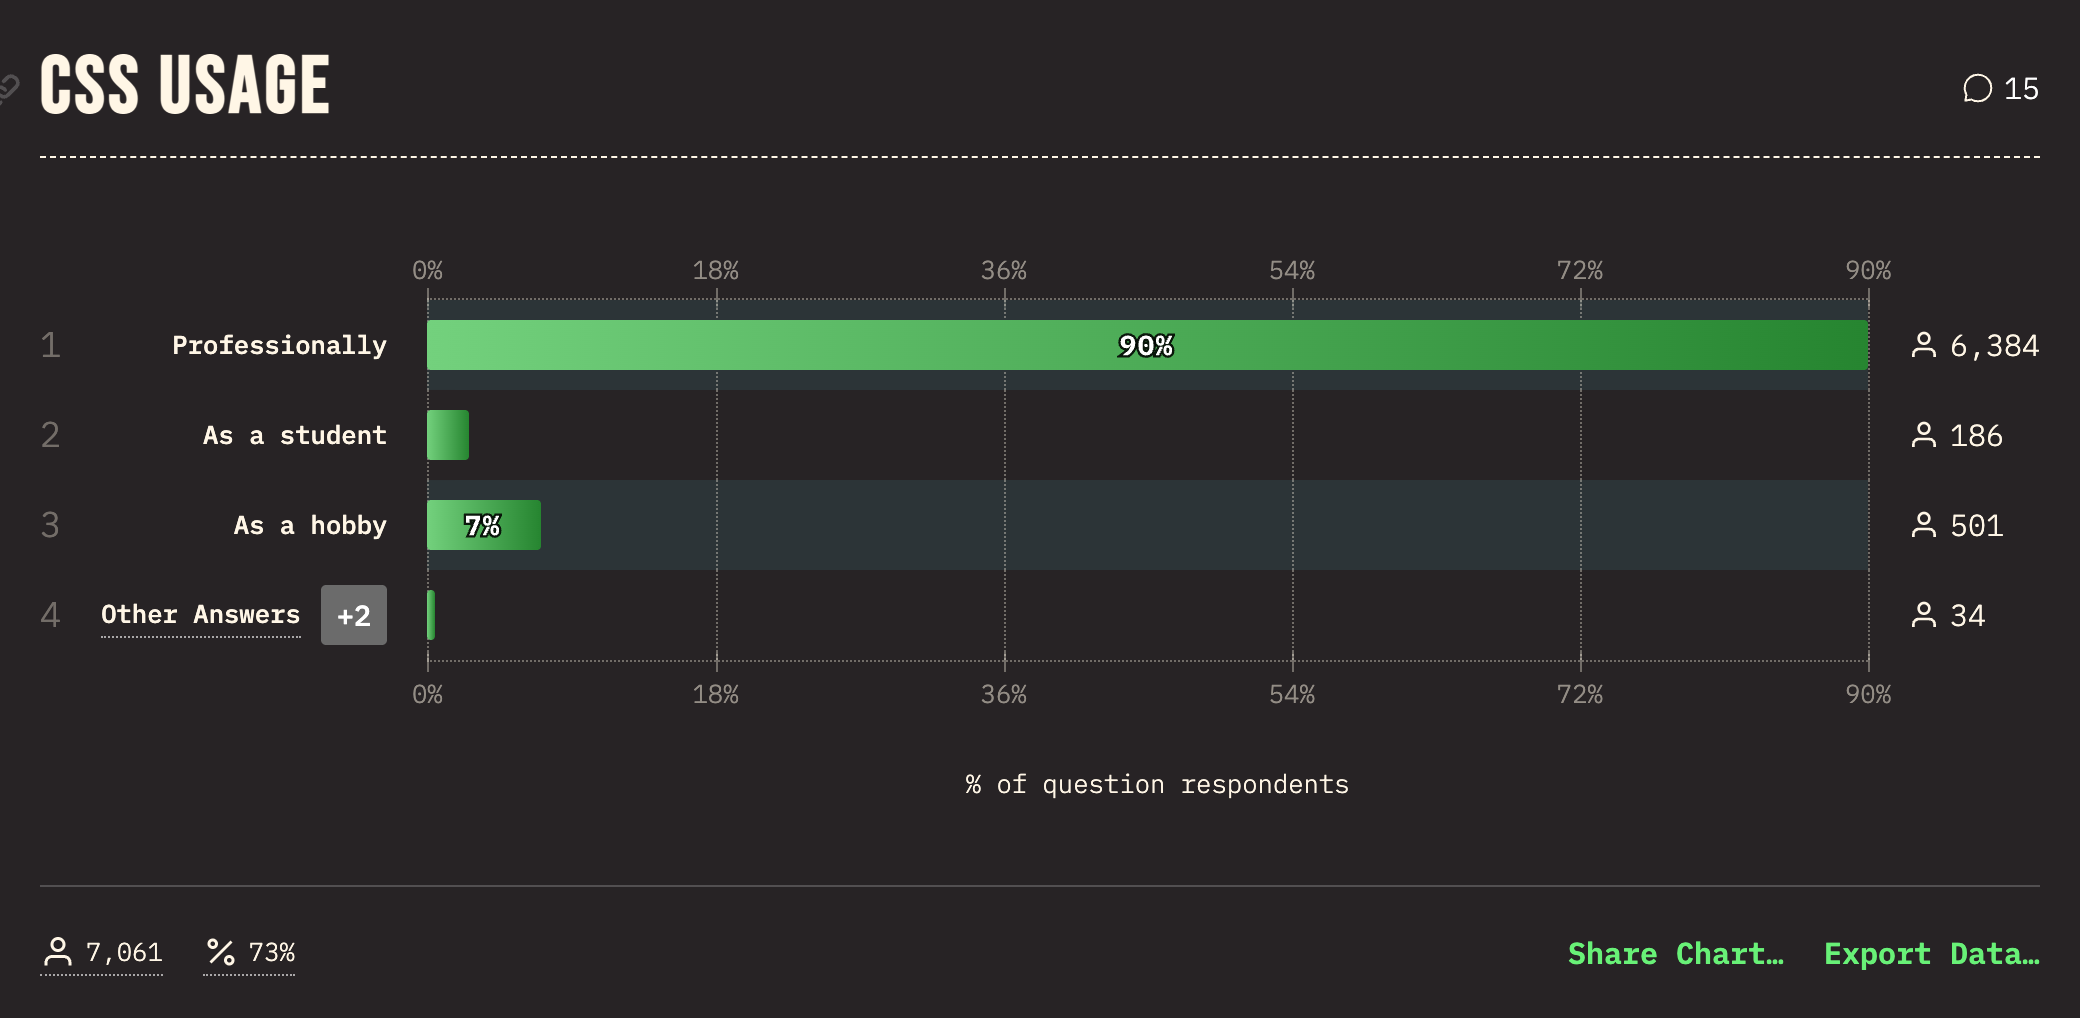 CSS USAGE
15
0% 18% 36% 54% 72% 90%
1 Professionally 90% 6,384
2 As a student 186
3 As a hobby 7% 501
4 Other Answers +2 34
0% 18% 36% 54% 72% 90%
% of question respondents
7,061 % 73% Share Chart… Export Data…